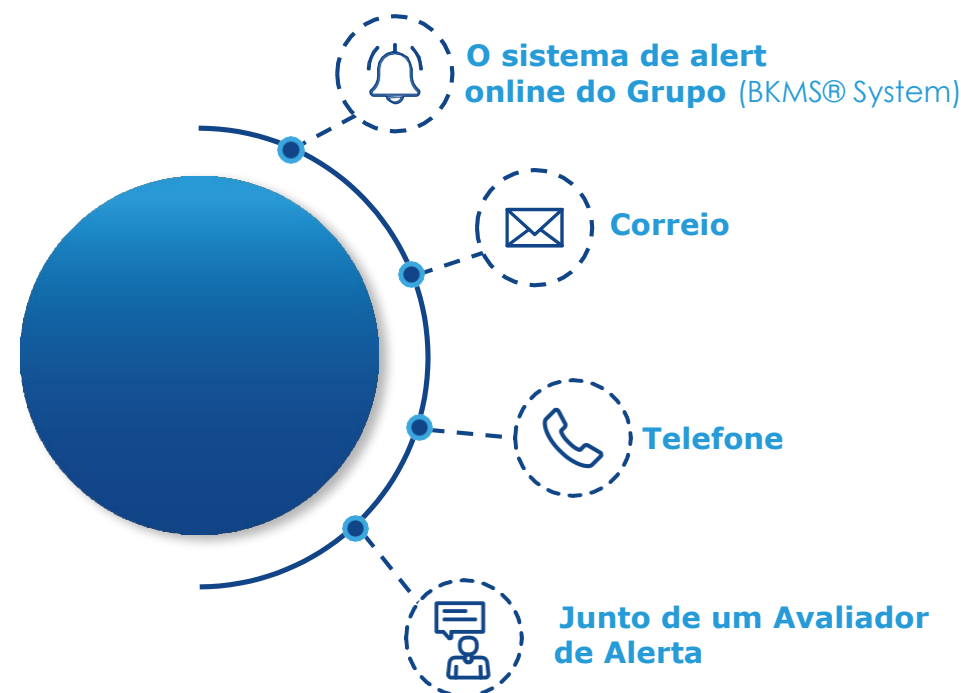 O sistema de alert
online do Grupo (BKMS® System)
Correio
Telefone
Junto de um Avaliador
de Alerta